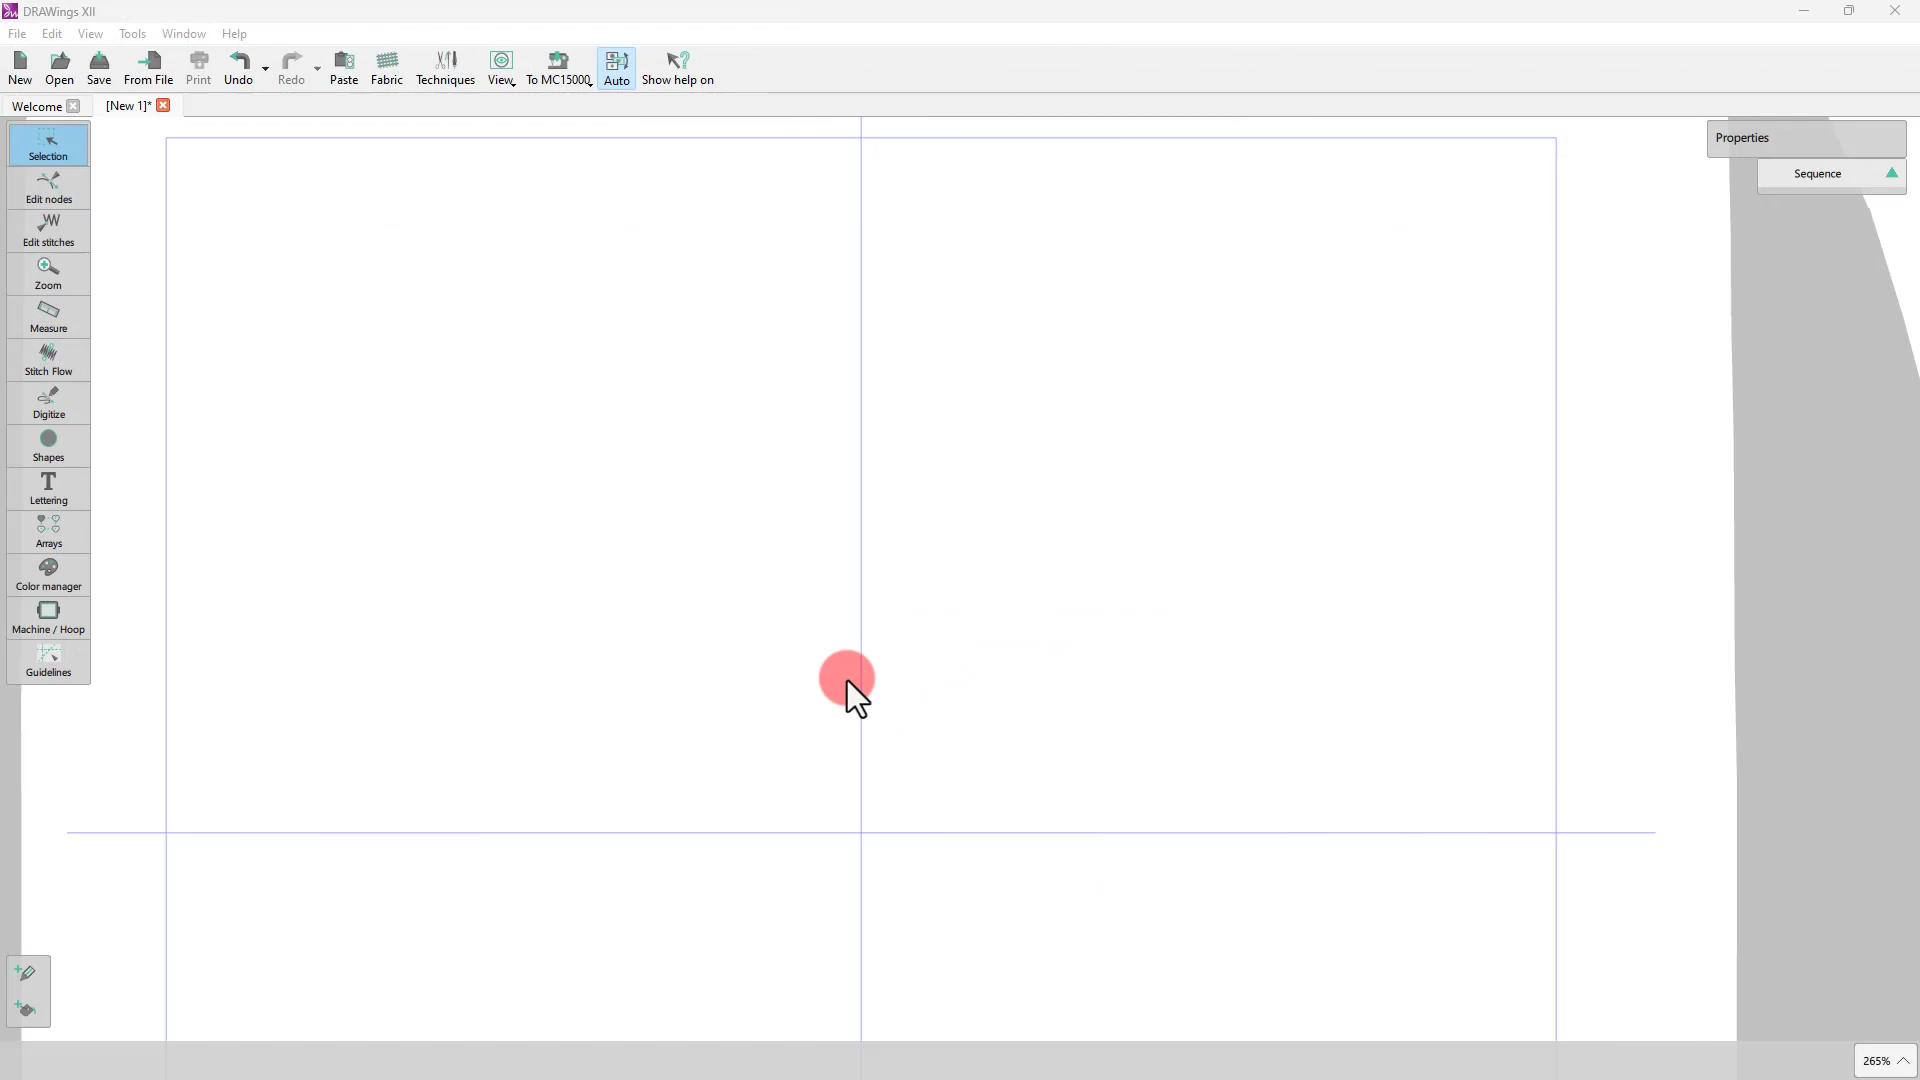 DRAWings XII
File Edit View Tools Window Help
New Open Save From File Print Undo Redo Paste Fabric Techniques View To MC15000 Auto Show help on
Welcome [New 1]*
Selection
Edit nodes
Edit stitches
Zoom
Measure
Stitch Flow
Digitize
Shapes
Lettering
Arrays
Color manager
Machine / Hoop
Guidelines
Properties
Sequence
265%